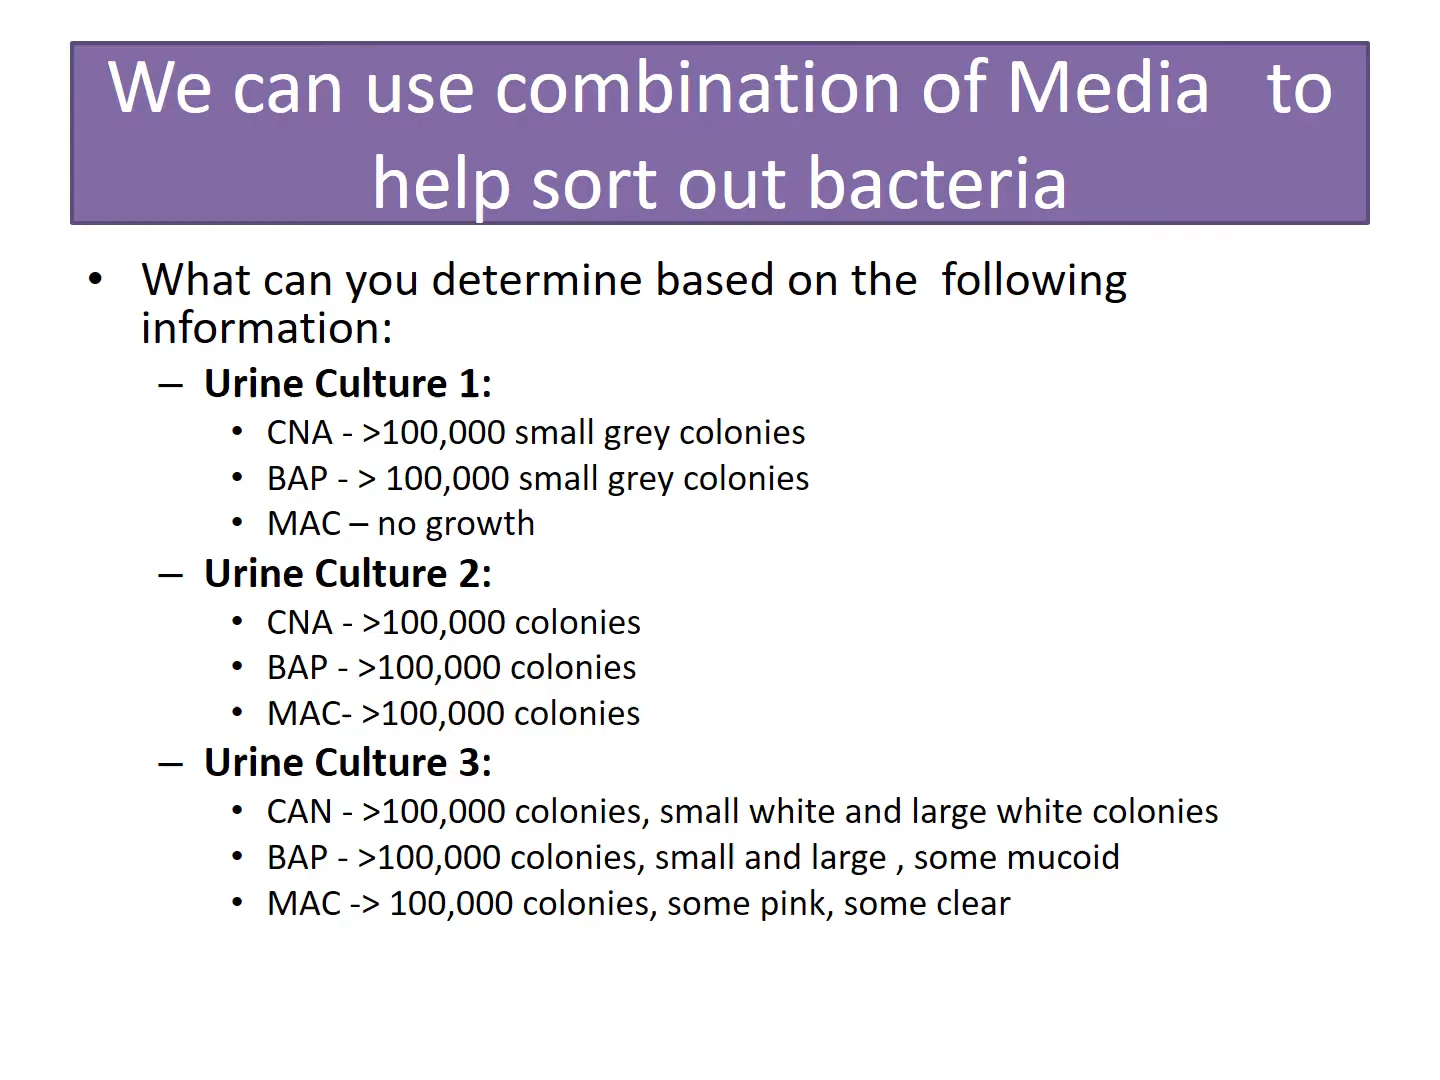 We can use combination of Media   to
help sort out bacteria
• What can you determine based on the  following
information:
– Urine Culture 1:
• CNA - >100,000 small grey colonies
• BAP - > 100,000 small grey colonies
• MAC – no growth
– Urine Culture 2:
• CNA - >100,000 colonies
• BAP - >100,000 colonies
• MAC- >100,000 colonies
– Urine Culture 3:
• CAN - >100,000 colonies, small white and large white colonies
• BAP - >100,000 colonies, small and large , some mucoid
• MAC -> 100,000 colonies, some pink, some clear